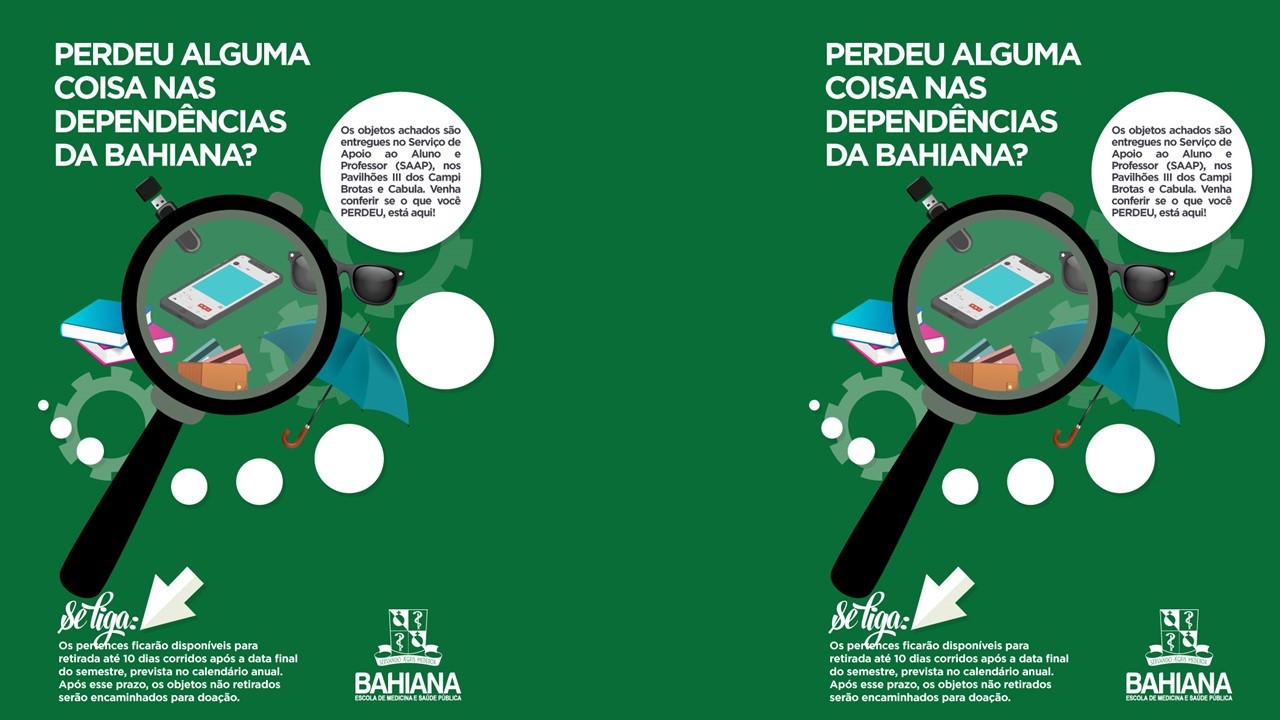 PERDEU ALGUMA
COISA NAS
DEPENDÊNCIAS
DA BAHIANA?
Os objetos achados são
entregues no Serviço de
Apoio ao Aluno e
Professor (SAAP), nos
Pavilhões III dos Campi
Brotas e Cabula. Venha
conferir se o que você
PERDEU, está aqui!
Se liga:
Os pertences ficarão disponíveis para
retirada até 10 dias corridos após a data final
do semestre, prevista no calendário anual.
Após esse prazo, os objetos não retirados
serão encaminhados para doação.
BAHIANA
ESCOLA DE MEDICINA E SAÚDE PÚBLICA
PERDEU ALGUMA
COISA NAS
DEPENDÊNCIAS
DA BAHIANA?
Os objetos achados são
entregues no Serviço de
Apoio ao Aluno e
Professor (SAAP), nos
Pavilhões III dos Campi
Brotas e Cabula. Venha
conferir se o que você
PERDEU, está aqui!
Se liga:
Os pertences ficarão disponíveis para
retirada até 10 dias corridos após a data final
do semestre, prevista no calendário anual.
Após esse prazo, os objetos não retirados
serão encaminhados para doação.
BAHIANA
ESCOLA DE MEDICINA E SAÚDE PÚBLICA